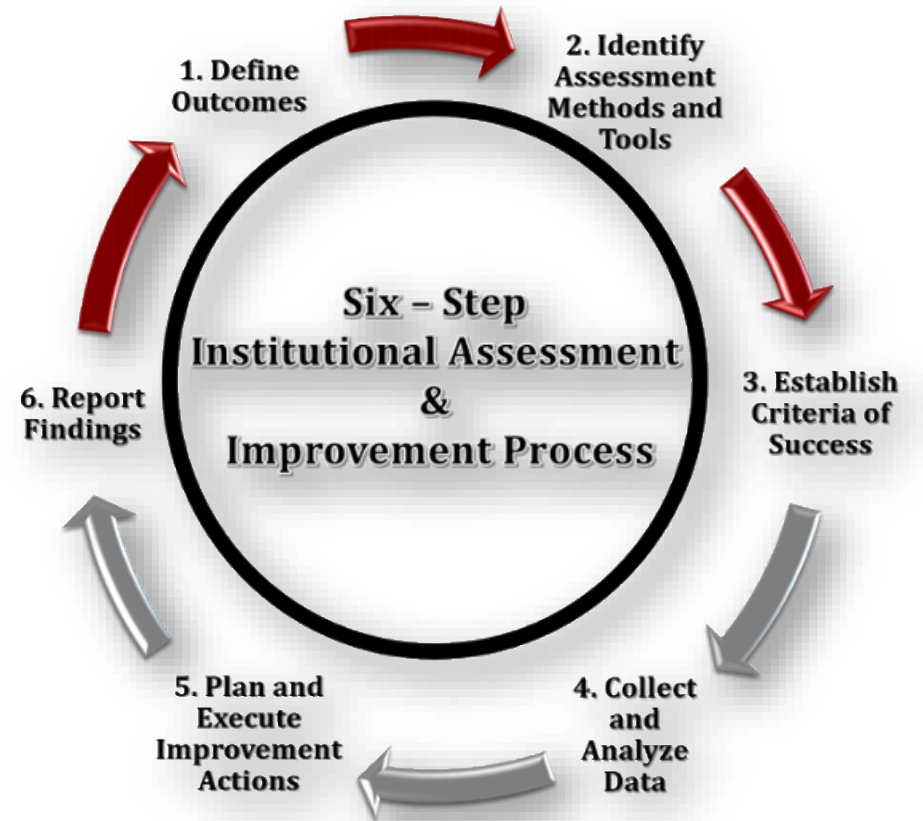 1. Define
Outcomes
2. Identify
Assessment
Methods and
Tools
3. Establish
Criteria of
Success
4. Collect
and
Analyze
Data
5. Plan and
Execute
Improvement
Actions
6. Report
Findings
Six – Step
Institutional Assessment
&
Improvement Process